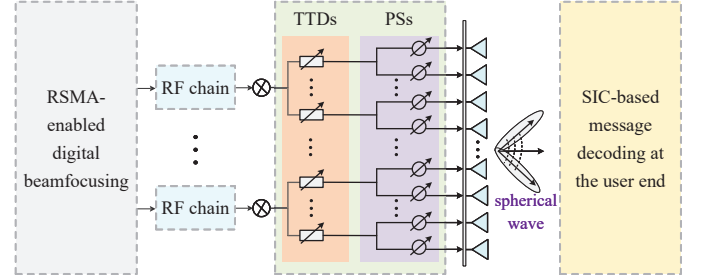 TTDs
PSs
RSMA-
enabled
digital
beamfocusing
RF chain
RF chain
spherical
wave
SIC-based
message
decoding at
the user end